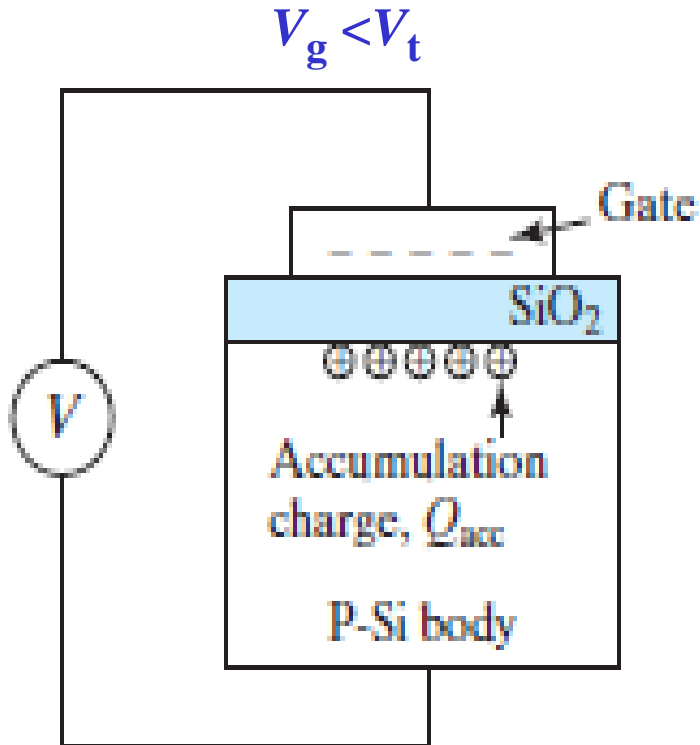 Vg <Vt
Gate
SiO2
V
Accumulation
charge, Qacc
P-Si body